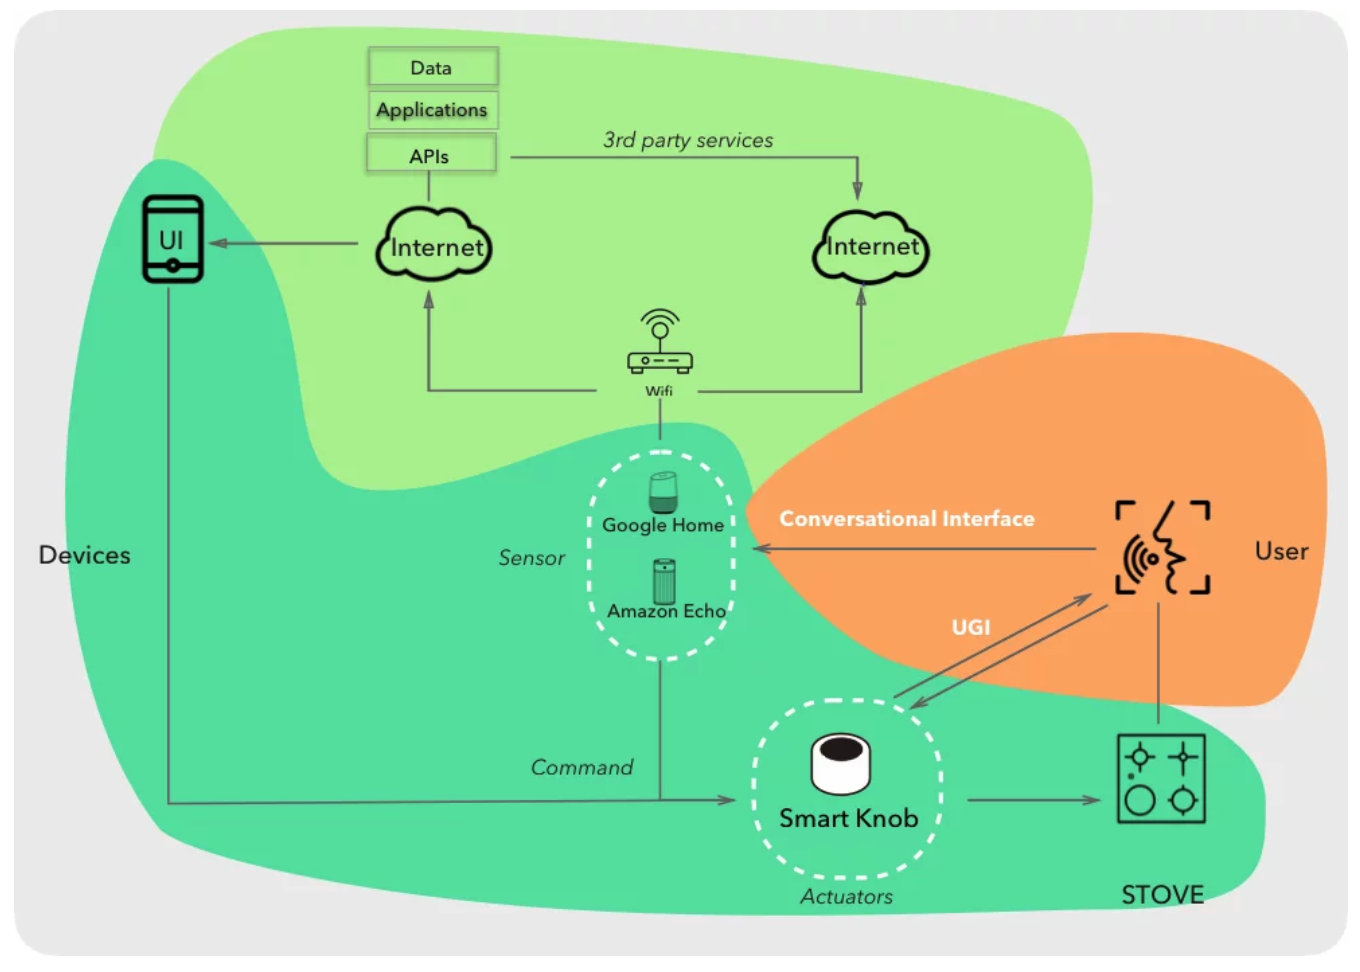 Data
Applications
APIs
3rd party services
UI
Internet
Internet
Wifi
Google Home
Conversational Interface
Sensor
Devices
User
Amazon Echo
UGI
Command
Smart Knob
Actuators
STOVE